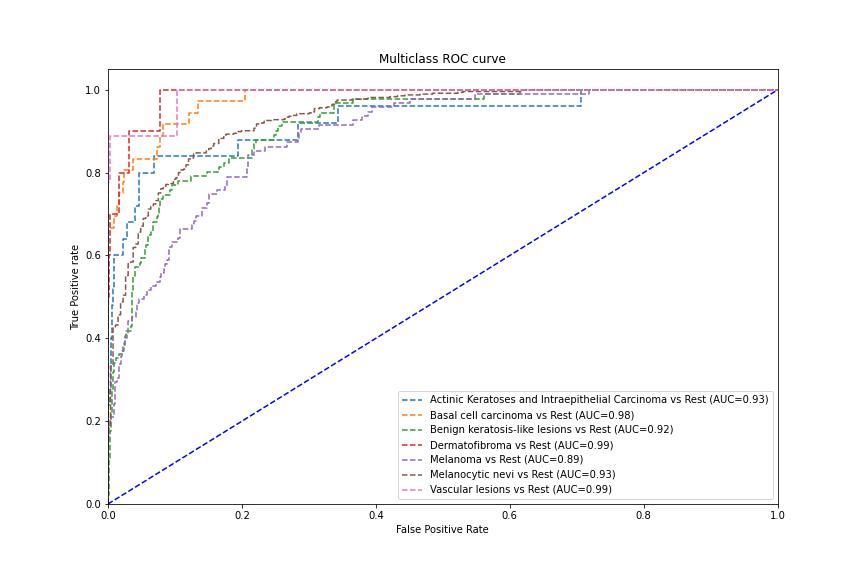 Multiclass ROC curve
True Positive rate
1.0
0.8
0.6
0.4
0.2
0.0
Actinic Keratoses and Intraepithelial Carcinoma vs Rest (AUC=0.93)
Basal cell carcinoma vs Rest (AUC=0.98)
Benign keratosis-like lesions vs Rest (AUC=0.92)
Dermatofibroma vs Rest (AUC=0.99)
Melanoma vs Rest (AUC=0.89)
Melanocytic nevi vs Rest (AUC=0.93)
Vascular lesions vs Rest (AUC=0.99)
0.0 0.2 0.4 0.6 0.8 1.0
False Positive Rate